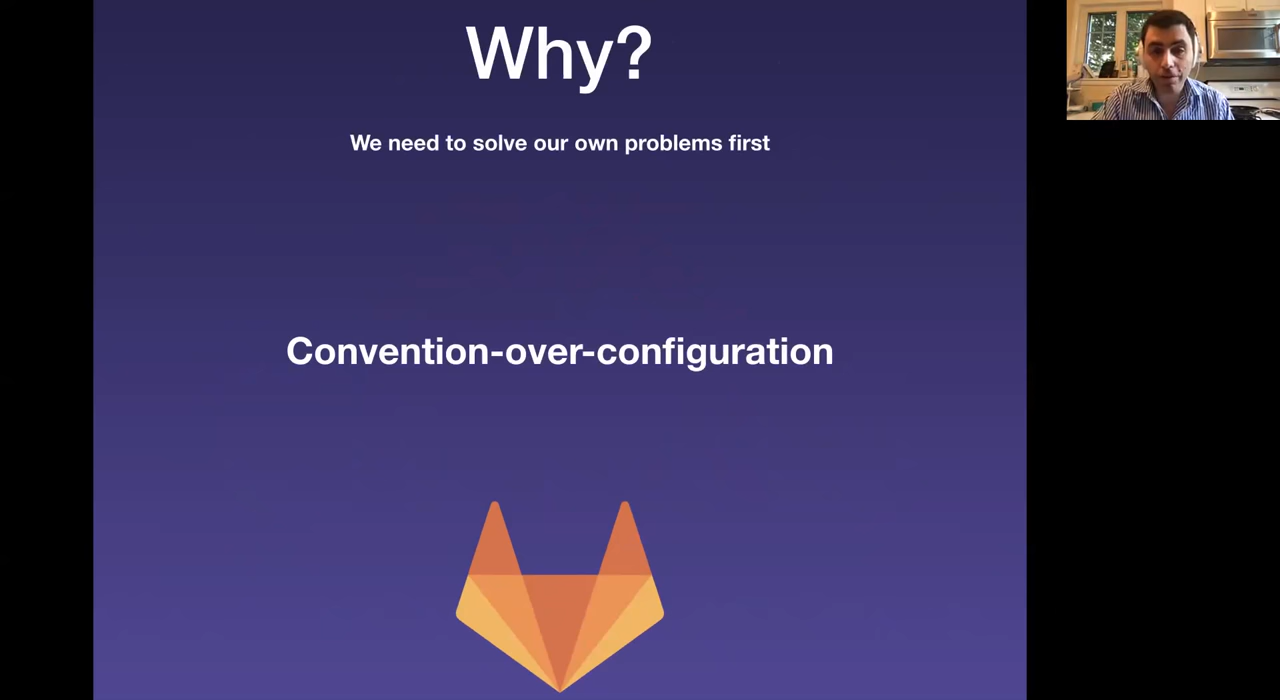 Why?
We need to solve our own problems first
Convention-over-configuration